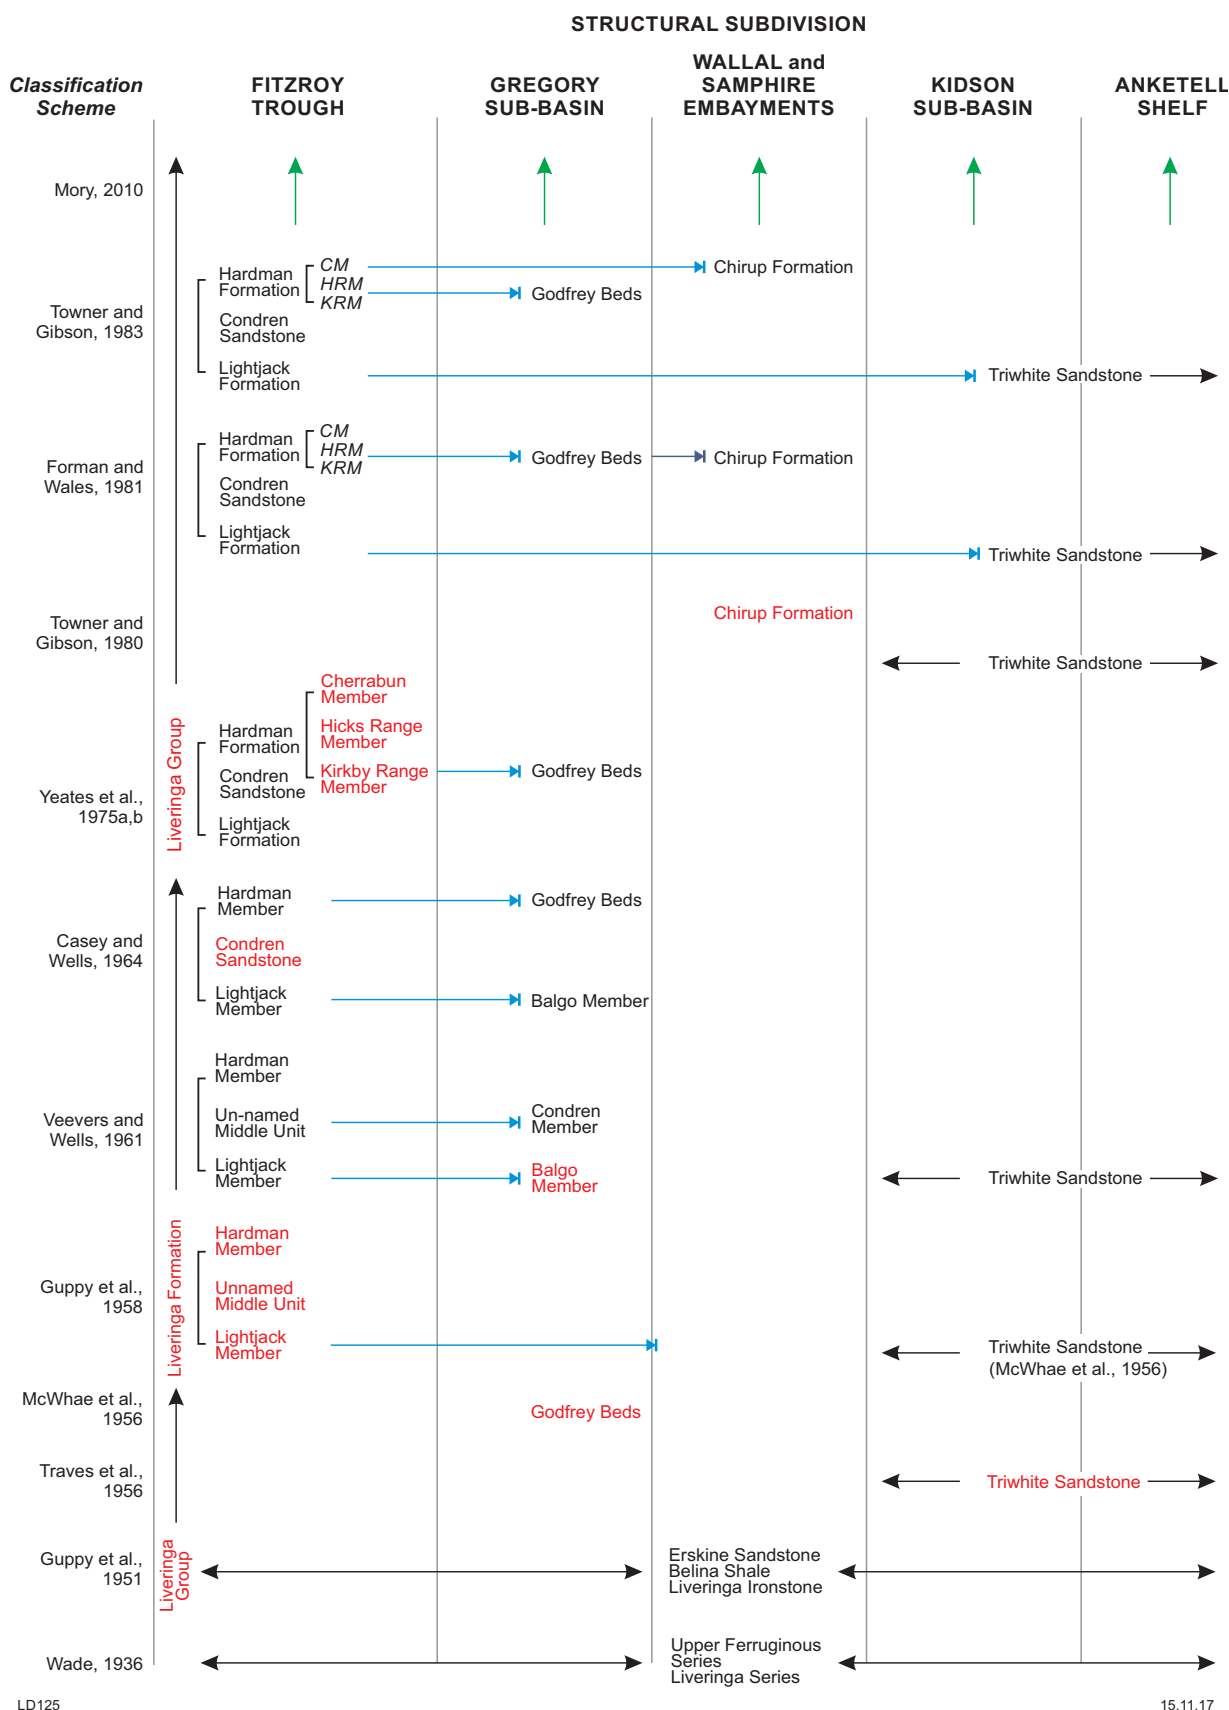 STRUCTURAL SUBDIVISION
Classification
Scheme
FITZROY
TROUGH
GREGORY
SUB-BASIN
WALLAL and
SAMPHIRE
EMBAYMENTS
KIDSON
SUB-BASIN
ANKETELL
SHELF
Mory, 2010
Towner and
Gibson, 1983
Hardman
Formation
CM
HRM
KRM
Condren
Sandstone
Lightjack
Formation
Godfrey Beds
Chirup Formation
Triwhite Sandstone
Forman and
Wales, 1981
Hardman
Formation
CM
HRM
KRM
Condren
Sandstone
Lightjack
Formation
Godfrey Beds
Chirup Formation
Triwhite Sandstone
Towner and
Gibson, 1980
Chirup Formation
Triwhite Sandstone
Yeates et al.,
1975a,b
Liveringa Group
Hardman
Formation
Cherrabun
Member
Hicks Range
Member
Kirkby Range
Member
Condren
Sandstone
Lightjack
Formation
Godfrey Beds
Casey and
Wells, 1964
Hardman
Member
Condren
Sandstone
Lightjack
Member
Godfrey Beds
Balgo Member
Veevers and
Wells, 1961
Hardman
Member
Un-named
Middle Unit
Lightjack
Member
Condren
Member
Balgo
Member
Triwhite Sandstone
Guppy et al.,
1958
Liveringa Formation
Hardman
Member
Unnamed
Middle Unit
Lightjack
Member
Triwhite Sandstone
(McWhae et al., 1956)
McWhae et al.,
1956
Godfrey Beds
Traves et al.,
1956
Triwhite Sandstone
Guppy et al.,
1951
Liveringa
Group
Erskine Sandstone
Belina Shale
Liveringa Ironstone
Wade, 1936
Upper Ferruginous
Series
Liveringa Series
LD125
15.11.17